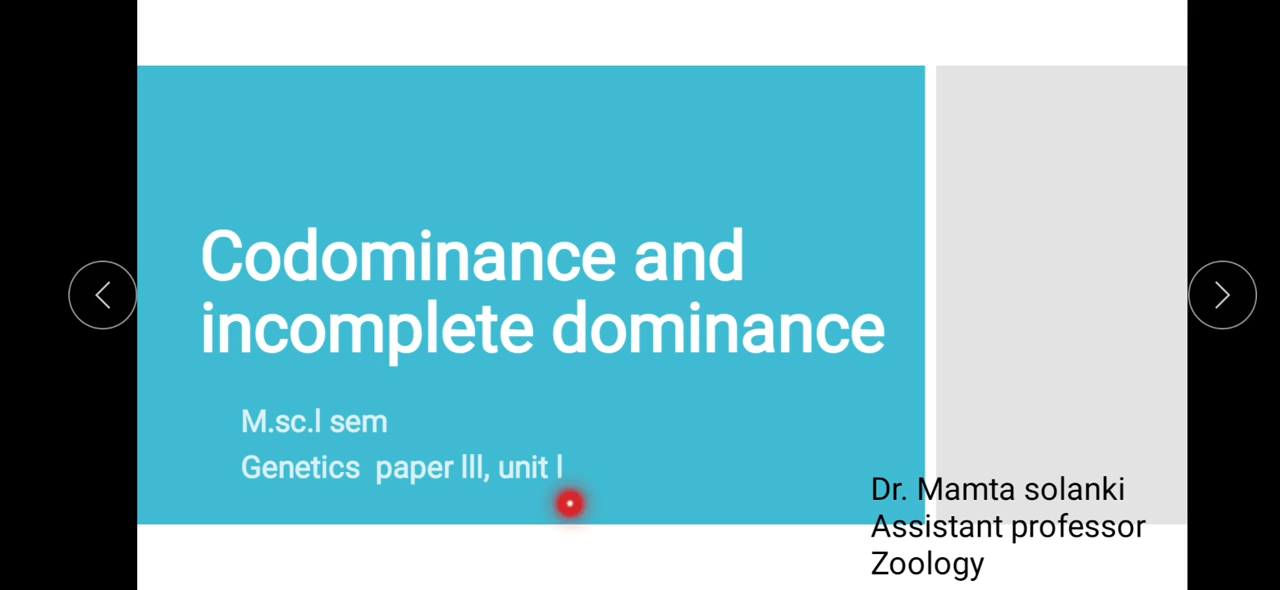 Codominance and
incomplete dominance
M.sc.I sem
Genetics paper III, unit I
Dr. Mamta solanki
Assistant professor
Zoology